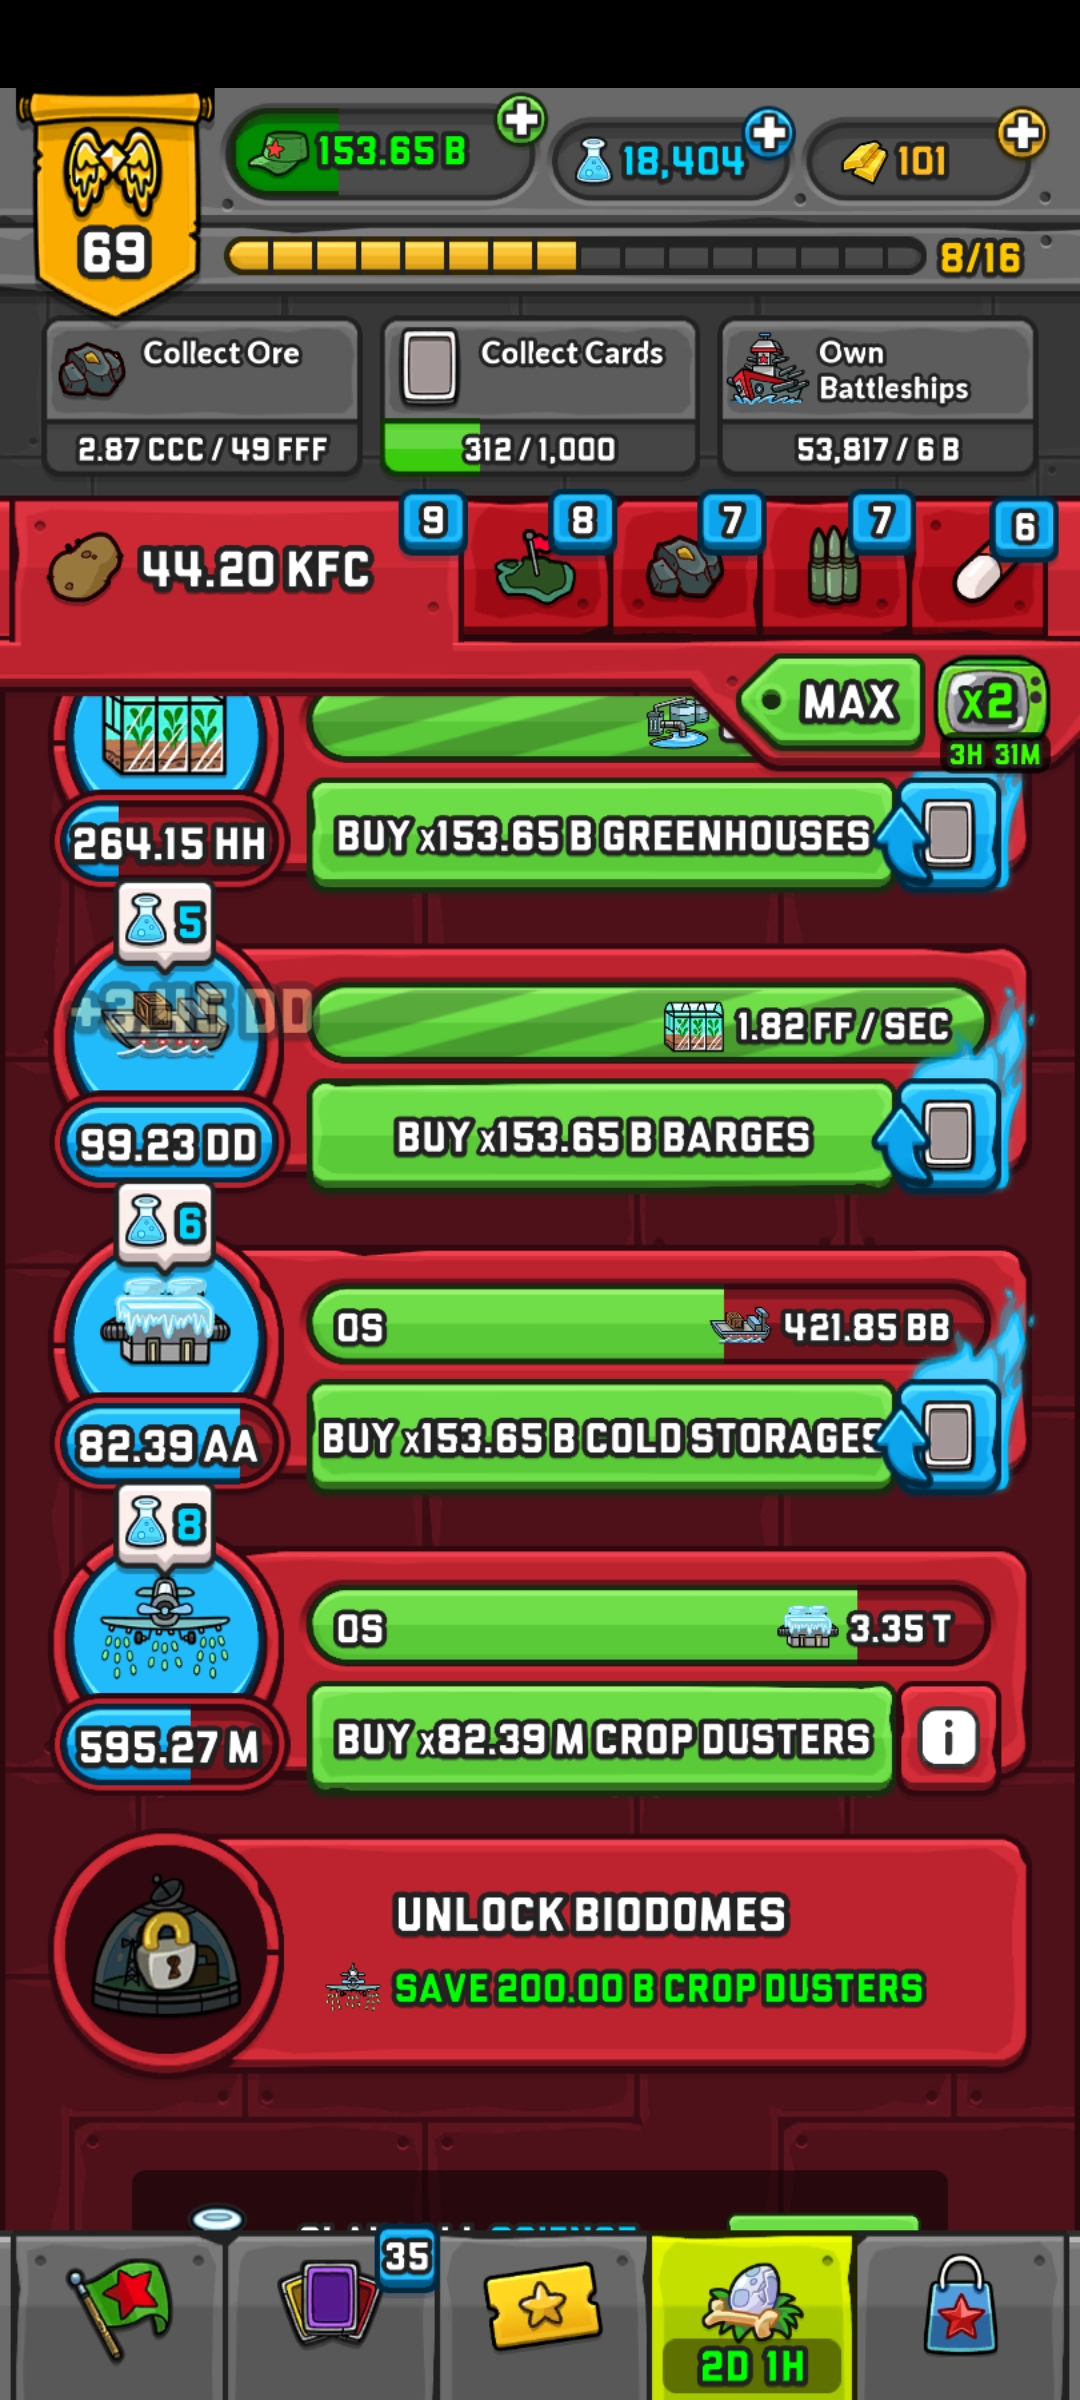 153.65 B
18,404
101
69
8/16
Collect Ore
2.87 CCC / 49 FFF
Collect Cards
312 / 1,000
Own
Battleships
53,817 / 6 B
44.20 KFC
9
8
7
7
6
MAX
x2
3H 31M
264.15 HH
BUY x153.65 B GREENHOUSES
5
+3.45 DD
1.82 FF / SEC
99.23 DD
BUY x153.65 B BARGES
6
0S
421.85 BB
82.39 AA
BUY x153.65 B COLD STORAGES
8
0S
3.35 T
595.27 M
BUY x82.39 M CROP DUSTERS
i
UNLOCK BIODOMES
SAVE 200.00 B CROP DUSTERS
35
2D 1H